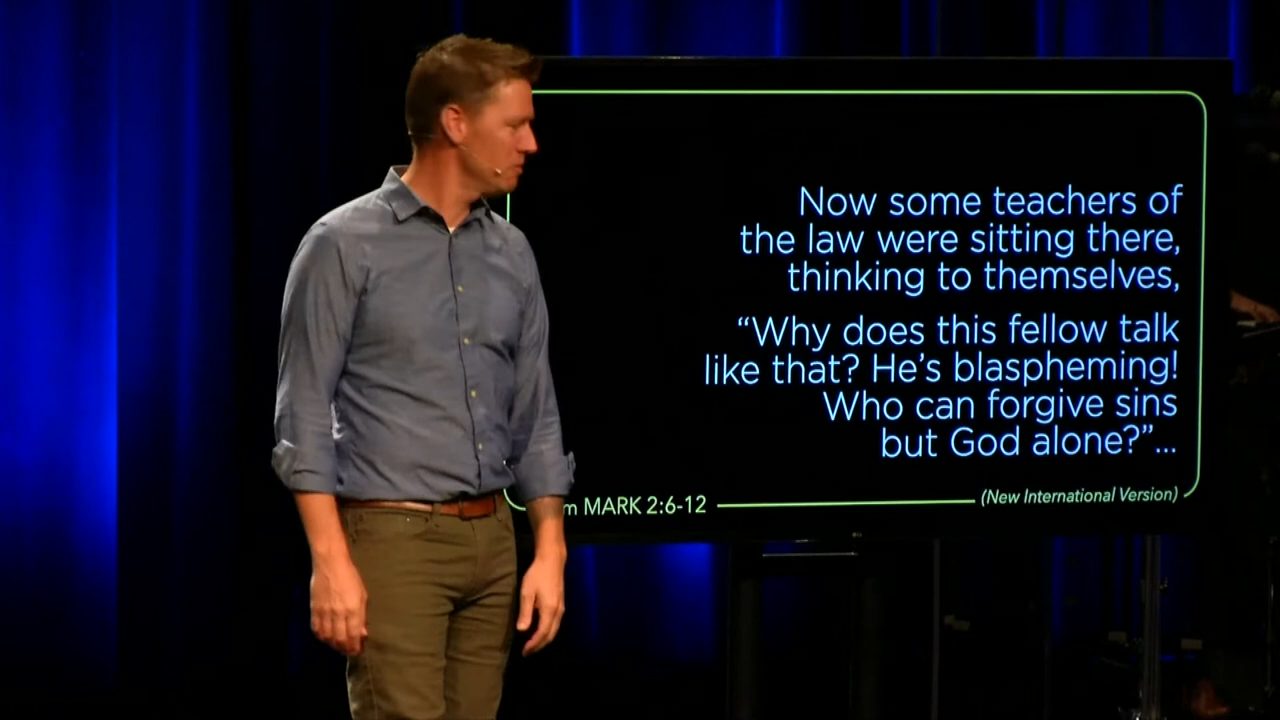 Now some teachers of
the law were sitting there,
thinking to themselves,
“Why does this fellow talk
like that? He’s blaspheming!
Who can forgive sins
but God alone?”...
MARK 2:6-12
(New International Version)